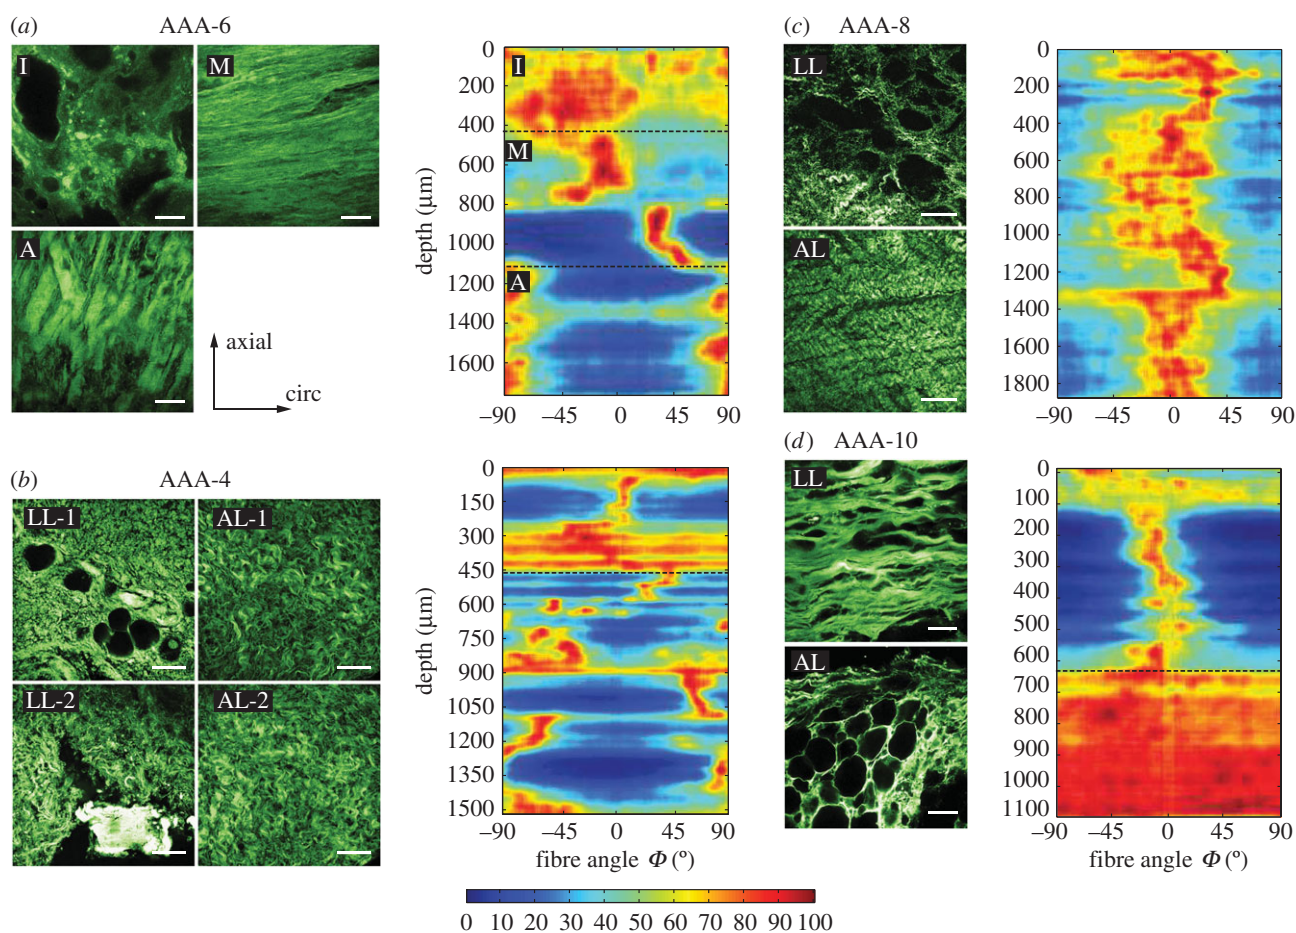 (a) AAA-6
I
M
A
axial
circ
0
200
400
600
800
1000
1200
1400
1600
depth (µm)
I
M
A
–90 –45 0 45 90
(c) AAA-8
LL
AL
0
200
400
600
800
1000
1200
1400
1600
1800
–90 –45 0 45 90
(b) AAA-4
LL-1
AL-1
LL-2
AL-2
0
150
300
450
600
750
900
1050
1200
1350
1500
depth (µm)
–90 –45 0 45 90
fibre angle Φ (°)
(d) AAA-10
LL
AL
0
100
200
300
400
500
600
700
800
900
1000
1100
–90 –45 0 45 90
fibre angle Φ (°)
0 10 20 30 40 50 60 70 80 90 100